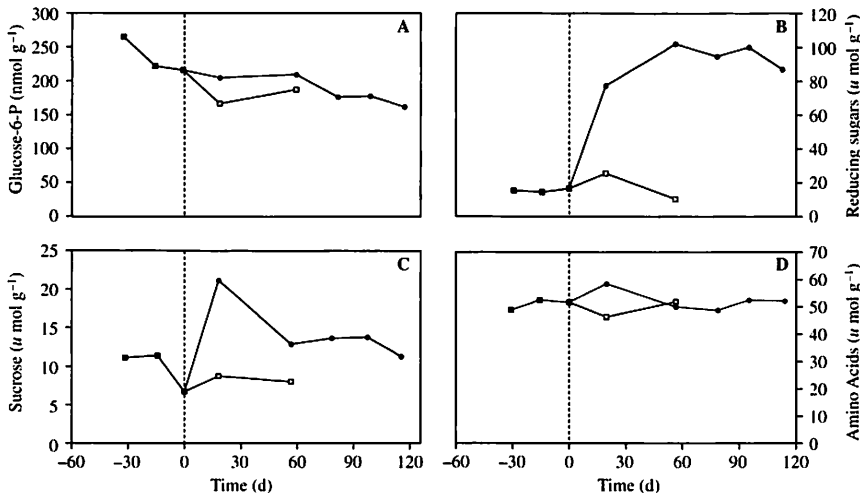 A
Glucose-6-P (nmol g⁻¹)
300
250
200
150
100
50
0
B
Reducing sugars (u mol g⁻¹)
120
100
80
60
40
20
0
C
Sucrose (u mol g⁻¹)
25
20
15
10
5
0
−60 −30 0 30 60 90 120
Time (d)
D
Amino Acids (u mol g⁻¹)
70
60
50
40
30
20
10
0
−60 −30 0 30 60 90 120
Time (d)